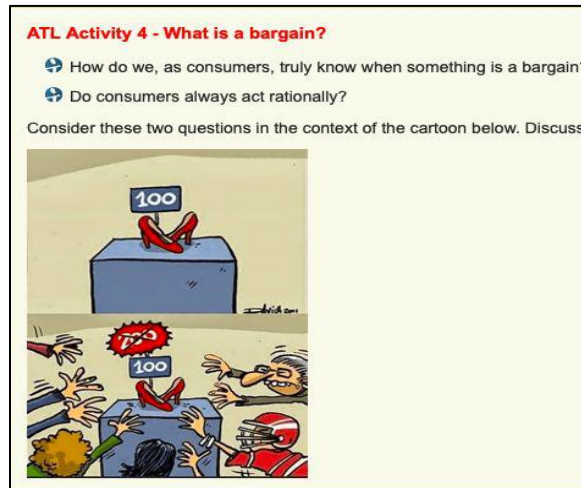 ATL Activity 4 - What is a bargain?
How do we, as consumers, truly know when something is a bargain?
Do consumers always act rationally?
Consider these two questions in the context of the cartoon below. Discuss
100
100